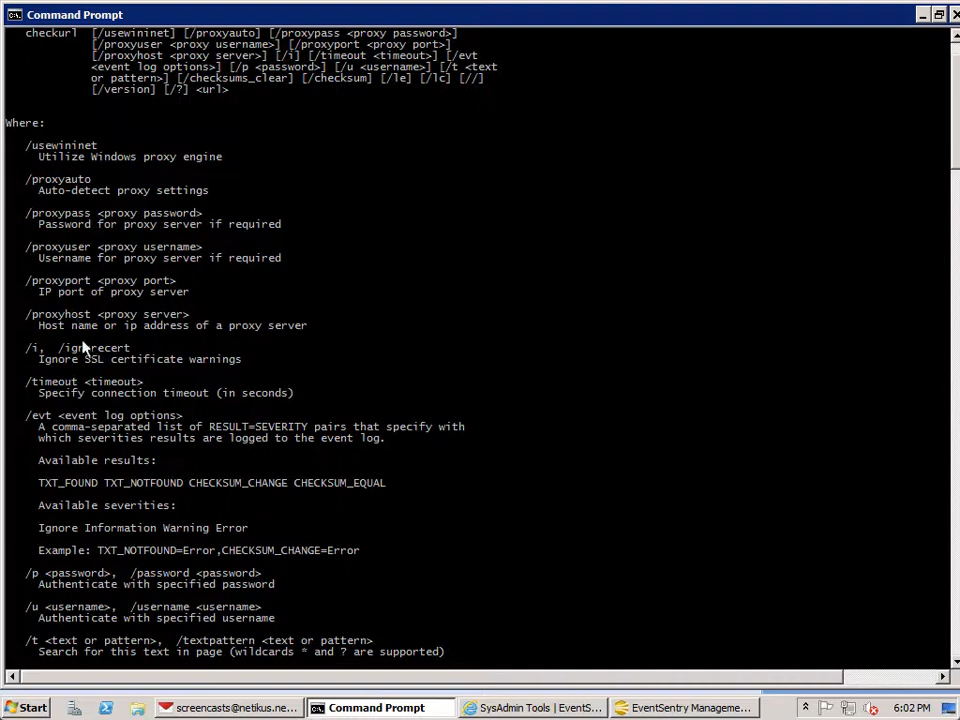 Command Prompt
checkurl [/usewininet] [/proxyauto] [/proxypass <proxy password>]
[/proxyuser <proxy username>] [/proxyport <proxy port>]
[/proxyhost <proxy server>] [/i] [/timeout <timeout>] [/evt
<event log options>] [/p <password>] [/u <username>] [/t <text
or pattern>] [/checksums_clear] [/checksum] [/le] [/lc] [//]
[/version] [/?] <url>
Where:
/usewininet
Utilize Windows proxy engine
/proxyauto
Auto-detect proxy settings
/proxypass <proxy password>
Password for proxy server if required
/proxyuser <proxy username>
Username for proxy server if required
/proxyport <proxy port>
IP port of proxy server
/proxyhost <proxy server>
Host name or ip address of a proxy server
/i, /ignorecert
Ignore SSL certificate warnings
/timeout <timeout>
Specify connection timeout (in seconds)
/evt <event log options>
A comma-separated list of RESULT=SEVERITY pairs that specify with
which severities results are logged to the event log.
Available results:
TXT_FOUND TXT_NOTFOUND CHECKSUM_CHANGE CHECKSUM_EQUAL
Available severities:
Ignore Information Warning Error
Example: TXT_NOTFOUND=Error,CHECKSUM_CHANGE=Error
/p <password>, /password <password>
Authenticate with specified password
/u <username>, /username <username>
Authenticate with specified username
/t <text or pattern>, /textpattern <text or pattern>
Search for this text in page (wildcards * and ? are supported)
Start screencasts@netikus.ne... Command Prompt SysAdmin Tools | EventS... EventSentry Manageme... 6:02 PM